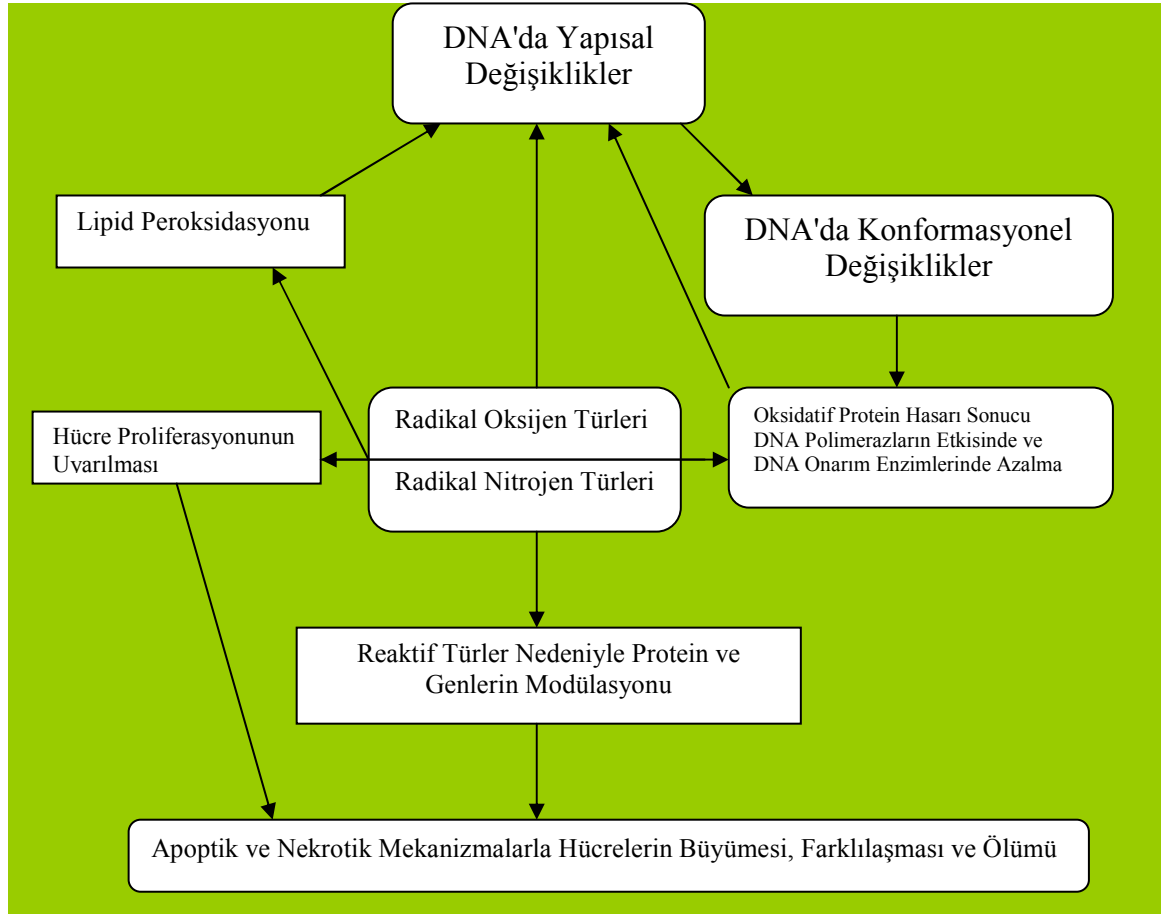 DNA'da Yapısal
Değişiklikler
Lipid Peroksidasyonu
DNA'da Konformasyonel
Değişiklikler
Radikal Oksijen Türleri
Radikal Nitrojen Türleri
Hücre Proliferasyonunun
Uvarılması
Oksidatif Protein Hasarı Sonucu
DNA Polimerazların Etkisinde ve
DNA Onarım Enzimlerinde Azalma
Reaktif Türler Nedeniyle Protein ve
Genlerin Modülasyonu
Apoptik ve Nekrotik Mekanizmalarla Hücrelerin Büyümesi, Farklılaşması ve Ölümü